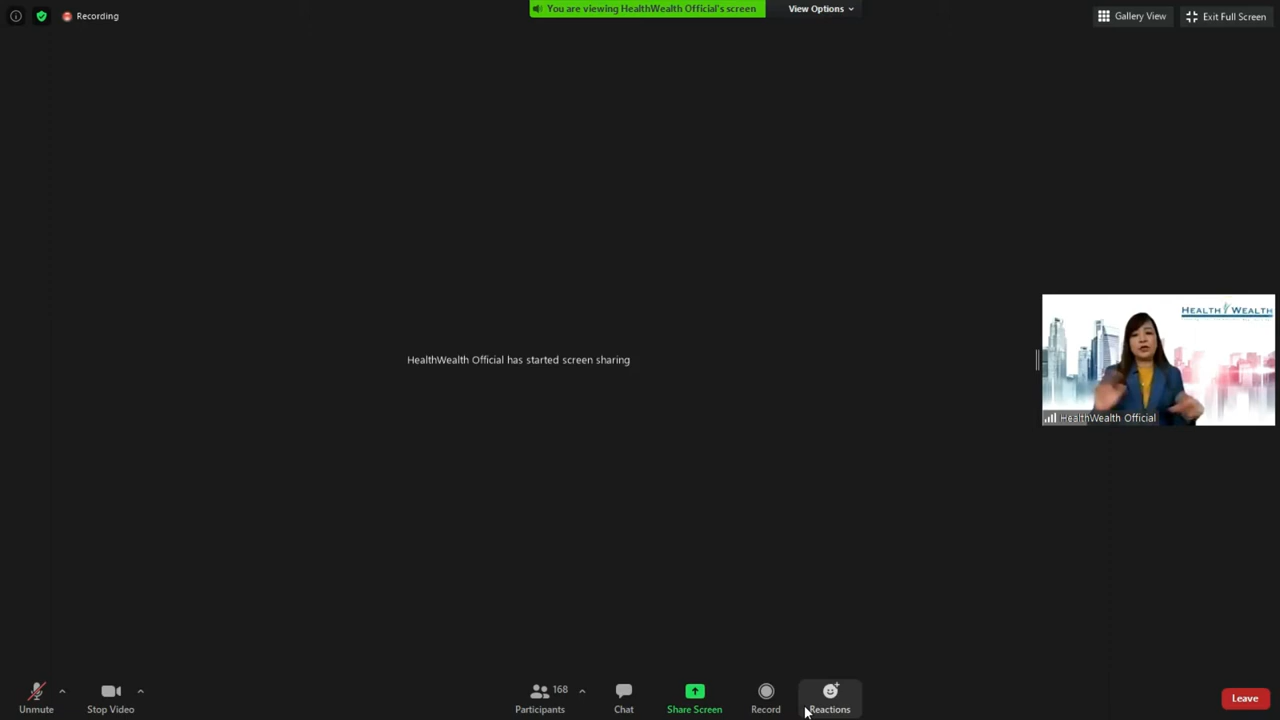 Recording
You are viewing HealthWealth Official's screen
View Options
Gallery View
Exit Full Screen
HEALTH WEALTH
HealthWealth Official has started screen sharing
HealthWealth Official
Unmute
Stop Video
168
Participants
Chat
Share Screen
Record
Reactions
Leave